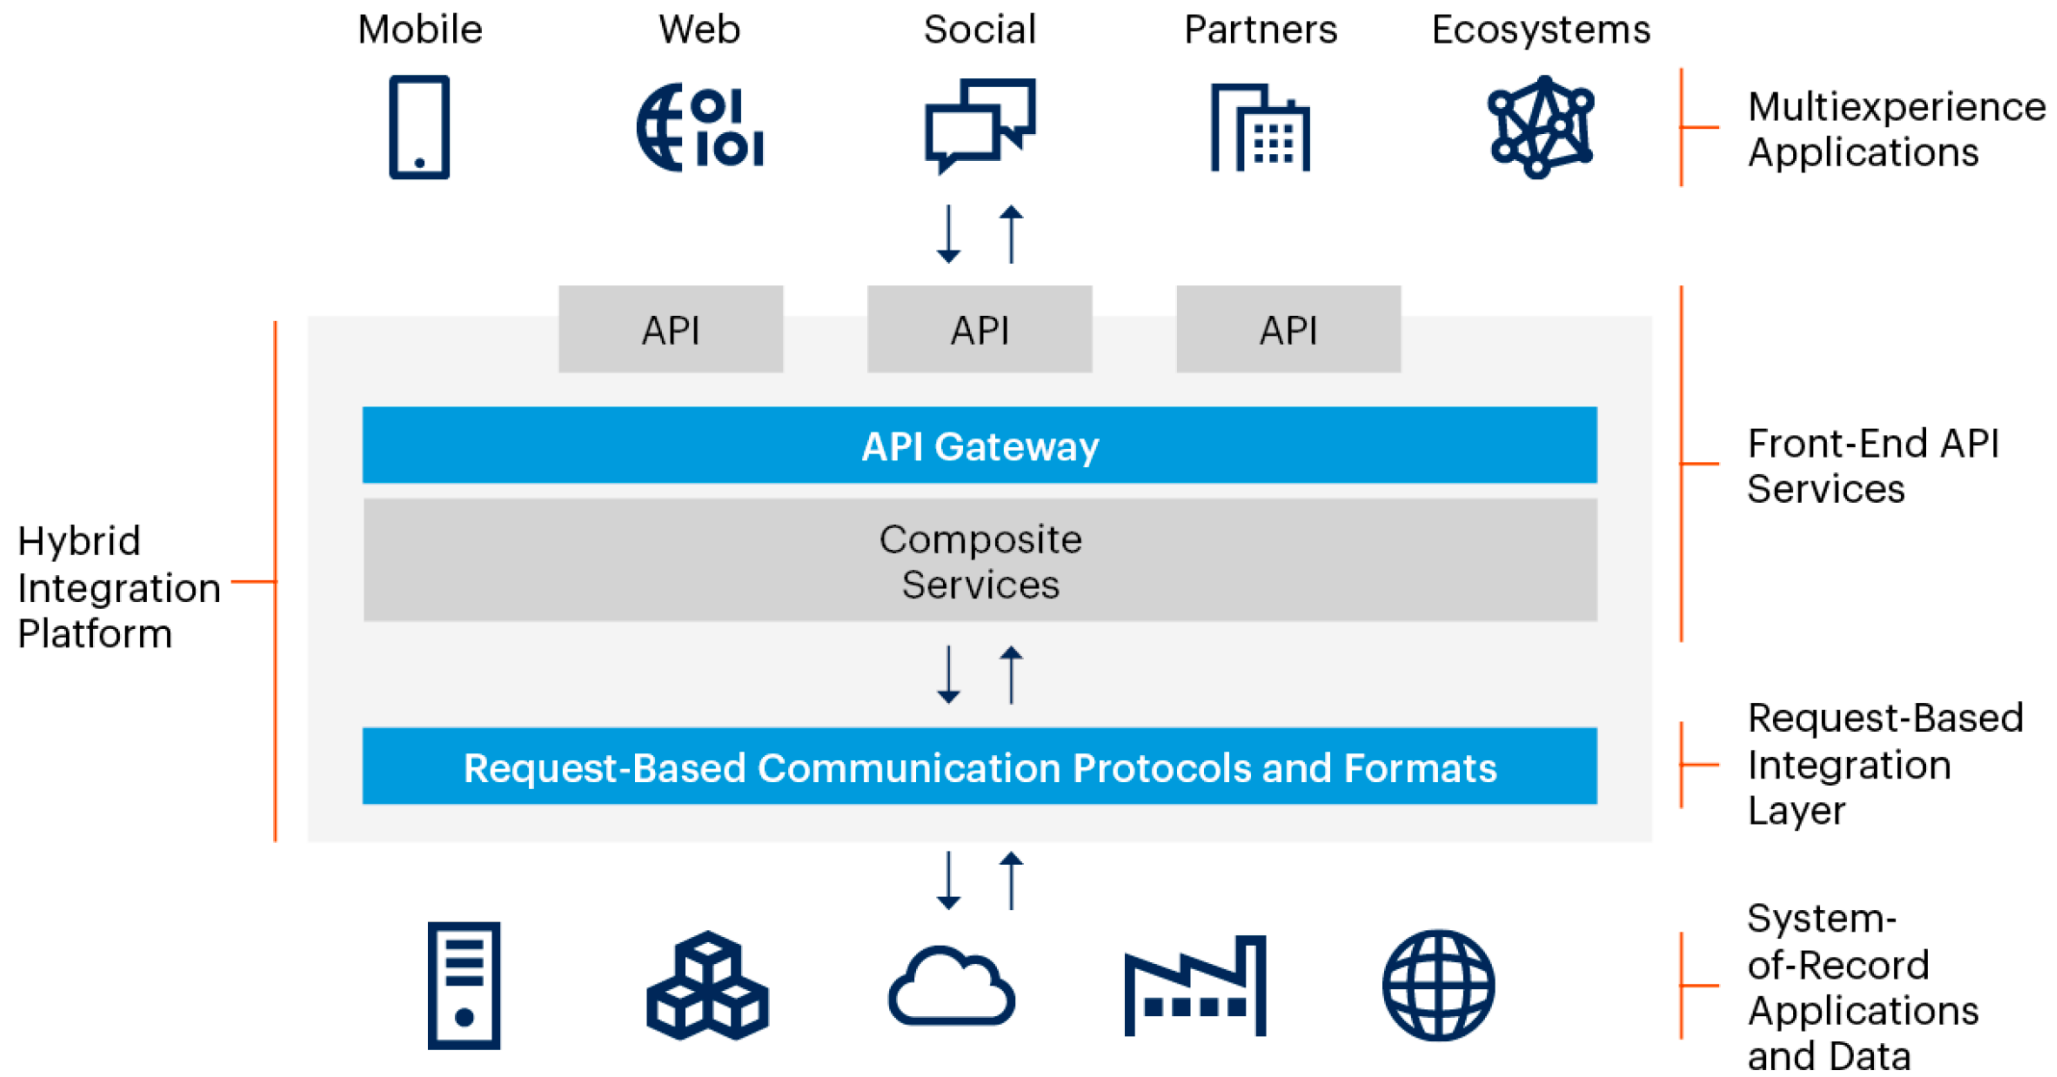 Mobile
Web
Social
Partners
Ecosystems
Multiexperience
Applications
API
API
API
API Gateway
Front-End API
Services
Composite
Services
Hybrid
Integration
Platform
Request-Based Communication Protocols and Formats
Request-Based
Integration
Layer
System-
of-Record
Applications
and Data